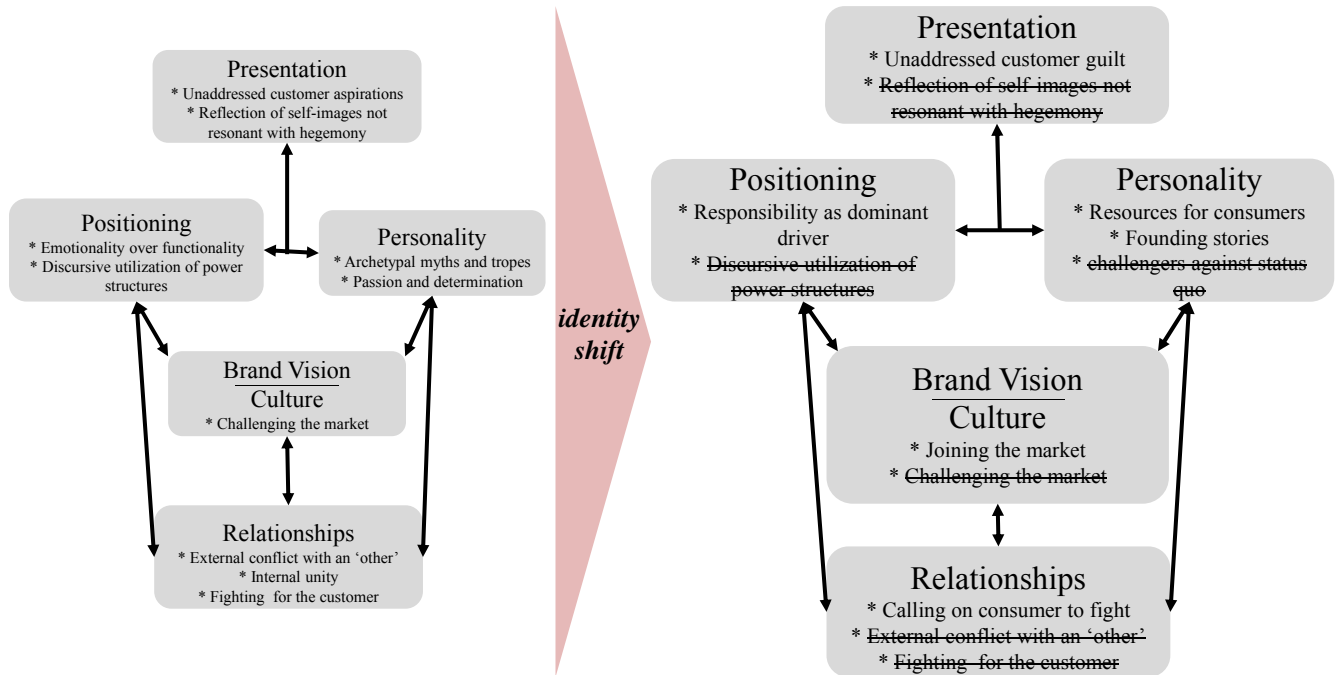 Presentation
* Unaddressed customer aspirations
* Reflection of self-images not
resonant with hegemony
Positioning
* Emotionality over functionality
* Discursive utilization of power
structures
Personality
* Archetypal myths and tropes
* Passion and determination
Brand Vision
Culture
* Challenging the market
Relationships
* External conflict with an ‘other’
* Internal unity
* Fighting for the customer
identity
shift
Presentation
* Unaddressed customer guilt
* Reflection of self-images not
resonant with hegemony
Positioning
* Responsibility as dominant
driver
* Discursive utilization of
power structures
Personality
* Resources for consumers
* Founding stories
* challengers against status
quo
Brand Vision
Culture
* Joining the market
* Challenging the market
Relationships
* Calling on consumer to fight
* External conflict with an ‘other’
* Fighting for the customer